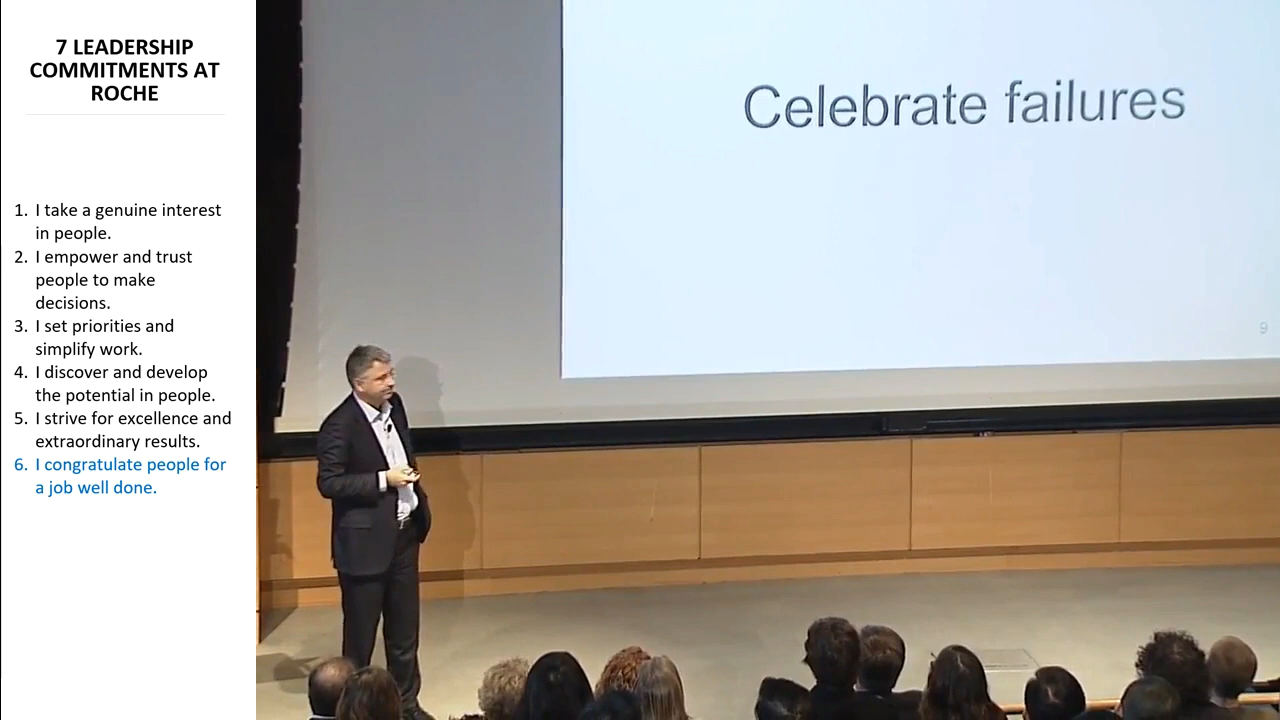 7 LEADERSHIP
COMMITMENTS AT
ROCHE
1. I take a genuine interest
in people.
2. I empower and trust
people to make
decisions.
3. I set priorities and
simplify work.
4. I discover and develop
the potential in people.
5. I strive for excellence and
extraordinary results.
6. I congratulate people for
a job well done.
Celebrate failures
9